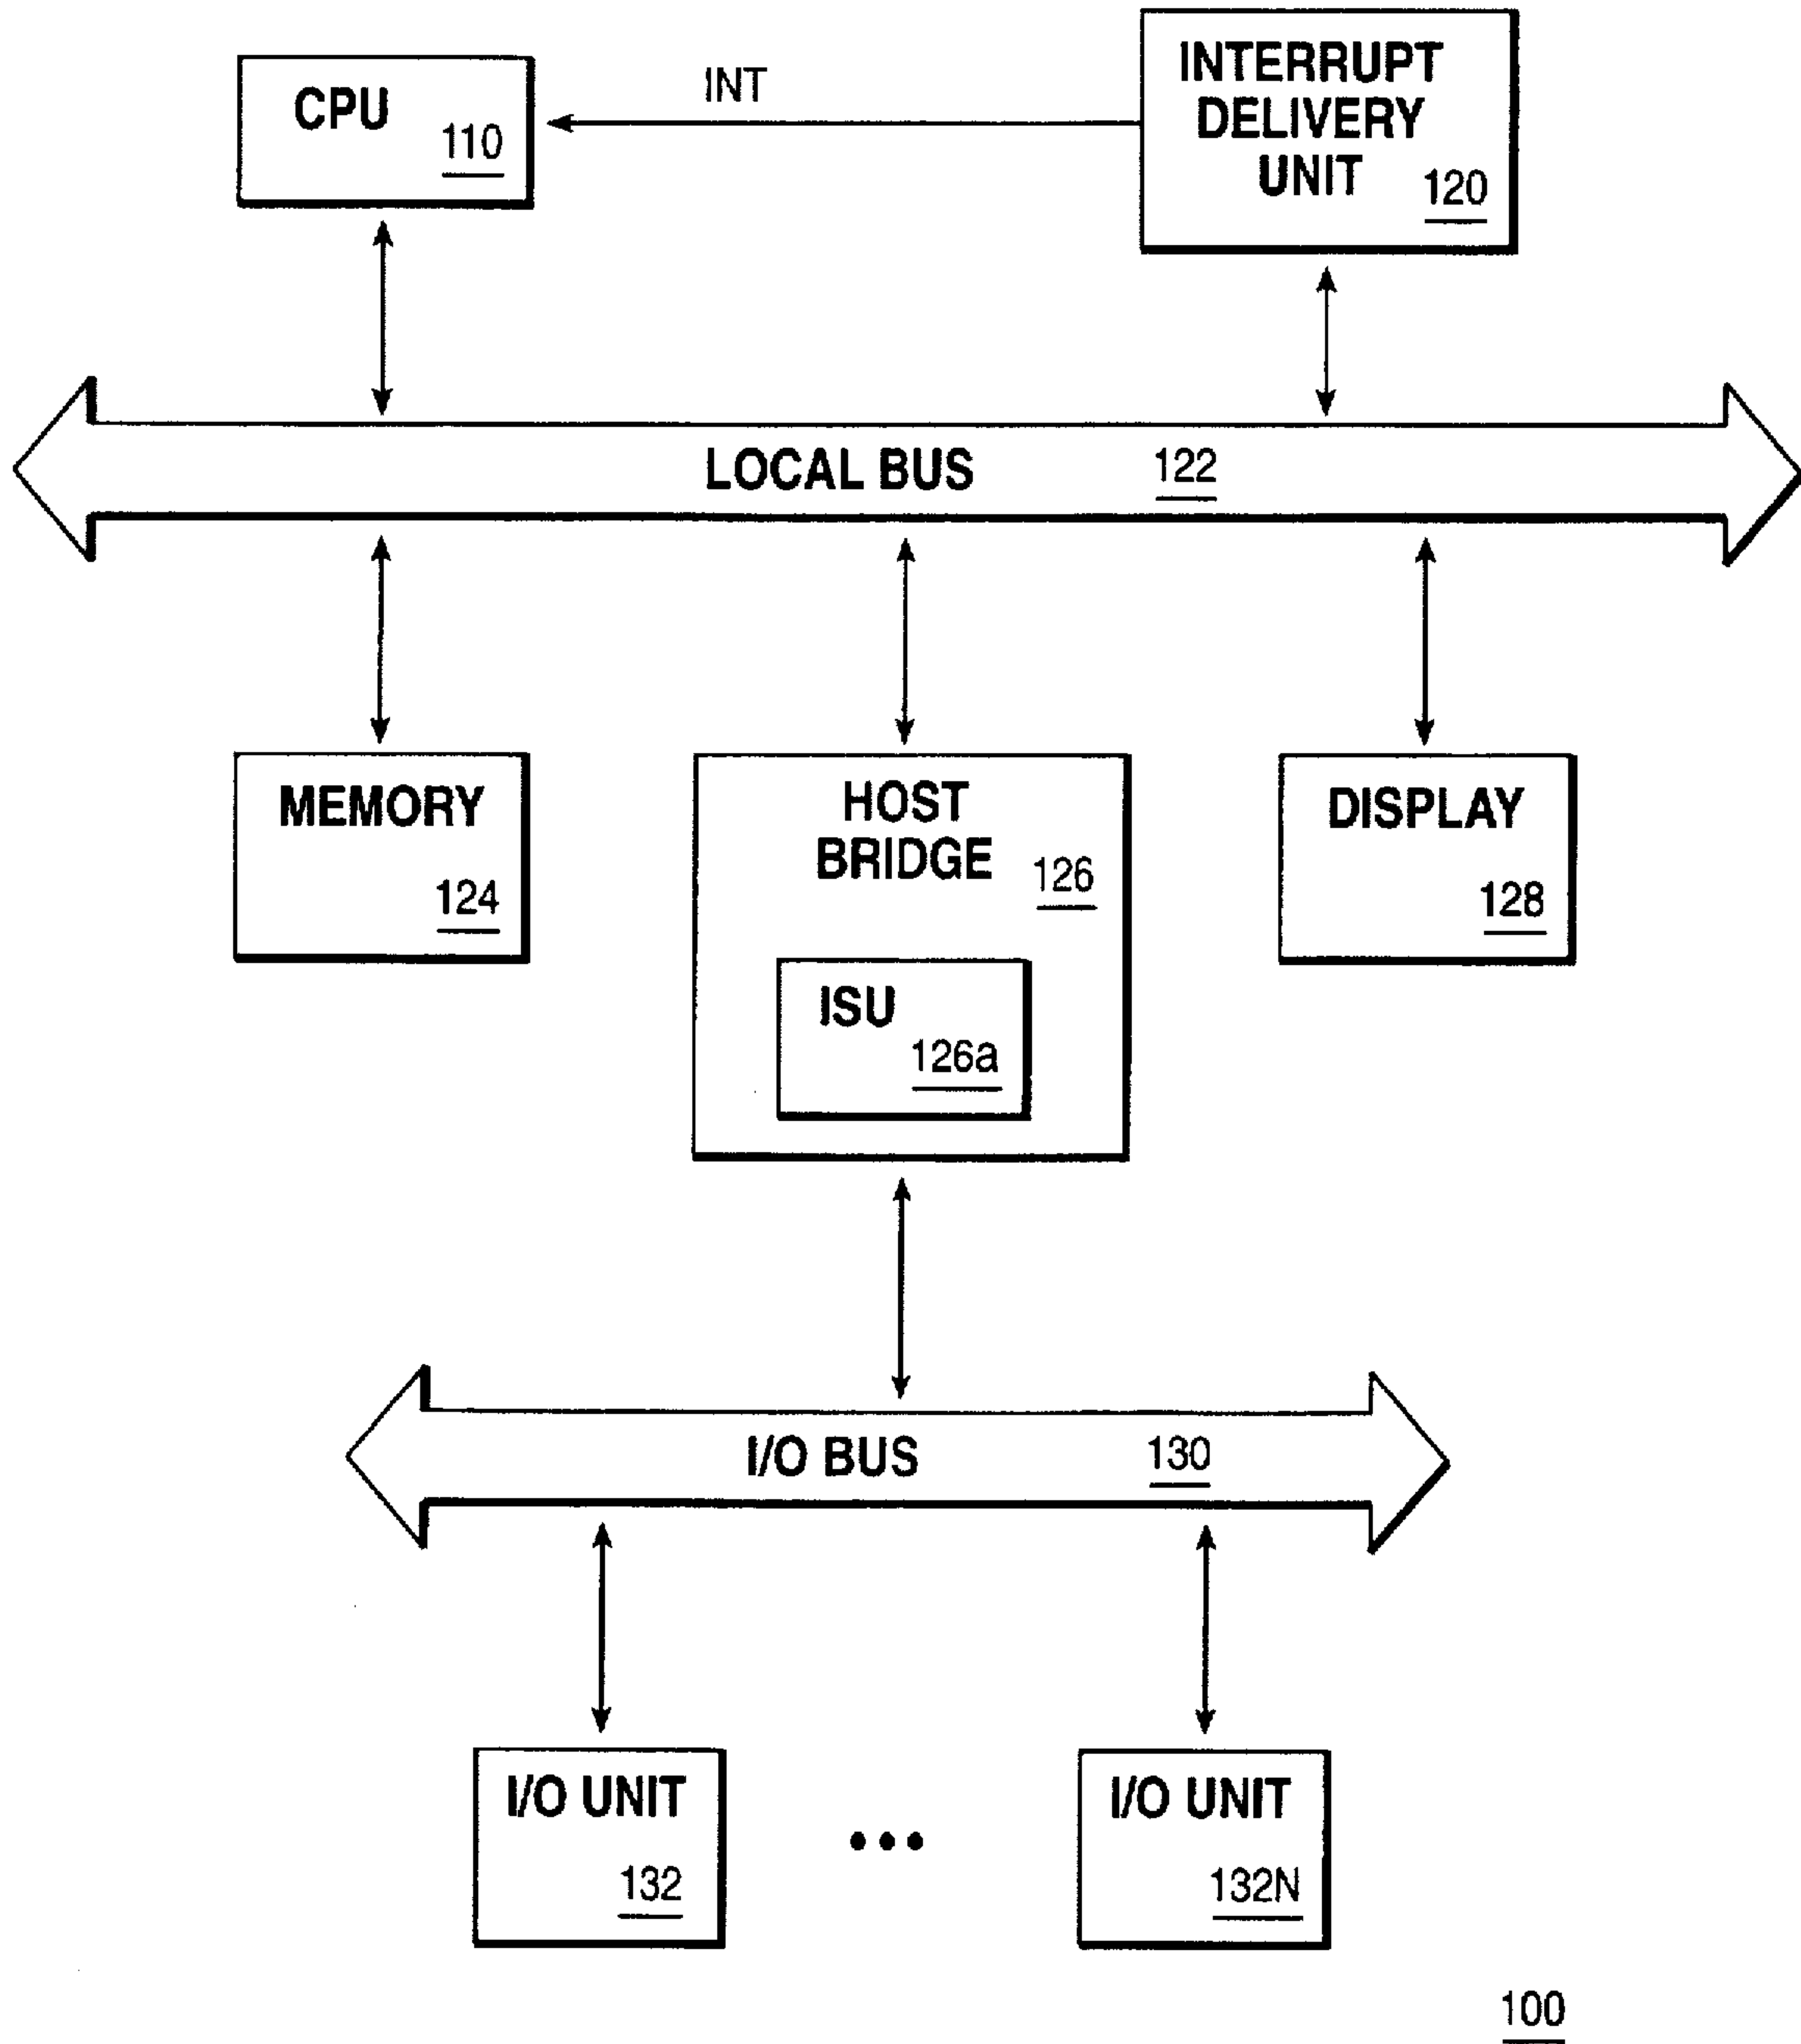 CPU
110
INT
INTERRUPT
DELIVERY
UNIT
120
LOCAL BUS 122
MEMORY
124
HOST
BRIDGE
126
ISU
126a
DISPLAY
128
I/O BUS 130
I/O UNIT
132
•••
I/O UNIT
132N
100